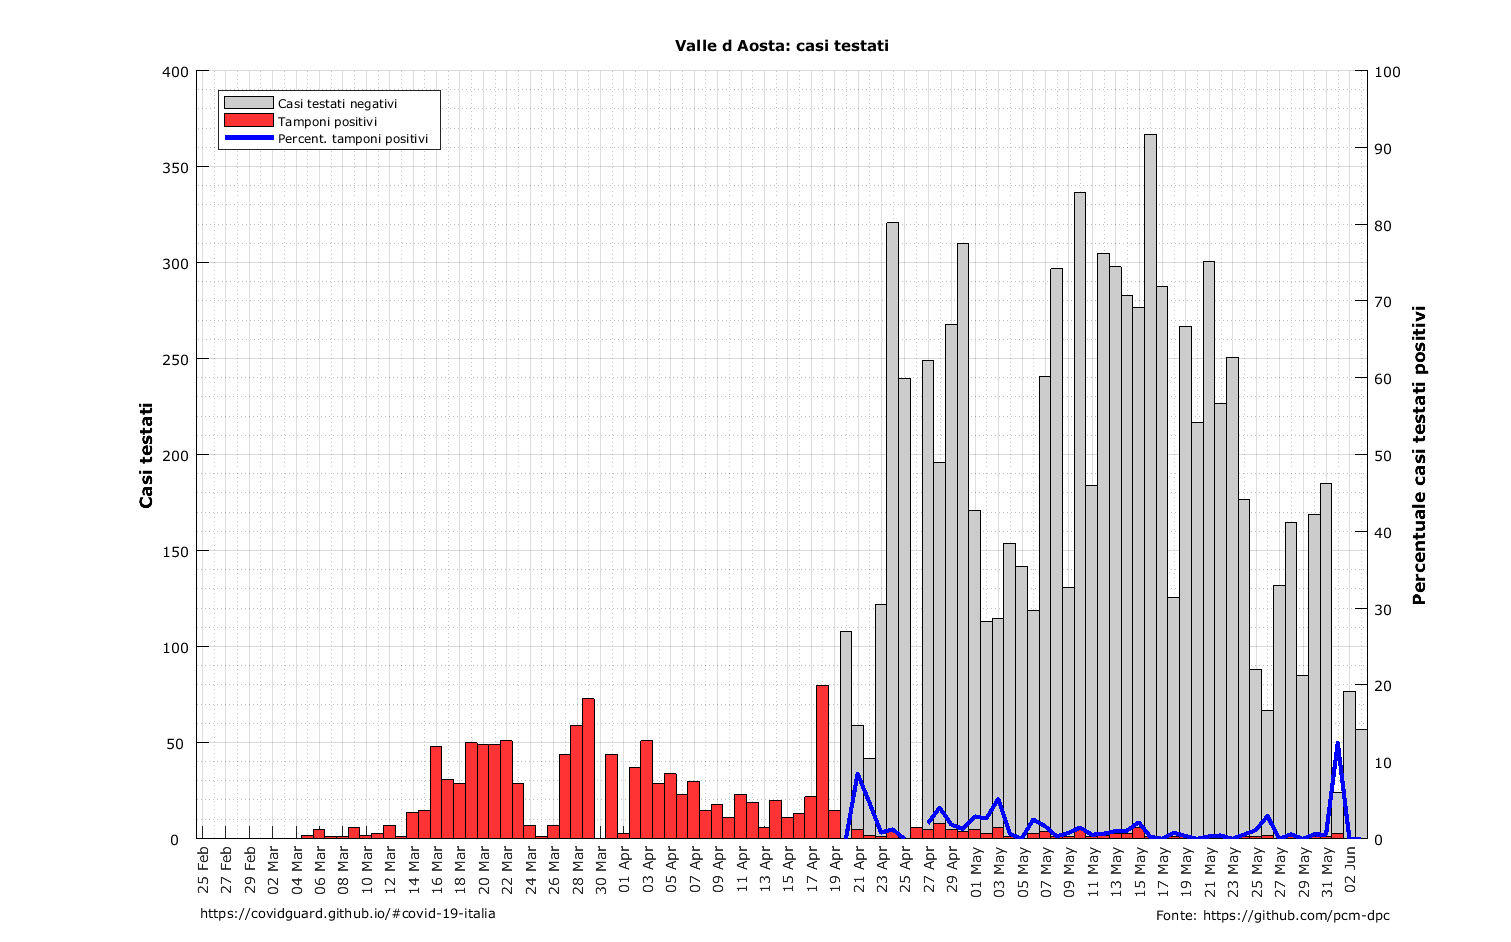 Valle d Aosta: casi testati
Casi testati negativi
Tamponi positivi
Percent. tamponi positivi
Casi testati
400
350
300
250
200
150
100
50
0
100
90
80
70
60
50
40
30
20
10
0
Percentuale casi testati positivi
25 Feb
27 Feb
29 Feb
02 Mar
04 Mar
06 Mar
08 Mar
10 Mar
12 Mar
14 Mar
16 Mar
18 Mar
20 Mar
22 Mar
24 Mar
26 Mar
28 Mar
30 Mar
01 Apr
03 Apr
05 Apr
07 Apr
09 Apr
11 Apr
13 Apr
15 Apr
17 Apr
19 Apr
21 Apr
23 Apr
25 Apr
27 Apr
29 Apr
01 May
03 May
05 May
07 May
09 May
11 May
13 May
15 May
17 May
19 May
21 May
23 May
25 May
27 May
29 May
31 May
02 Jun
https://covidguard.github.io/#covid-19-italia
Fonte: https://github.com/pcm-dpc